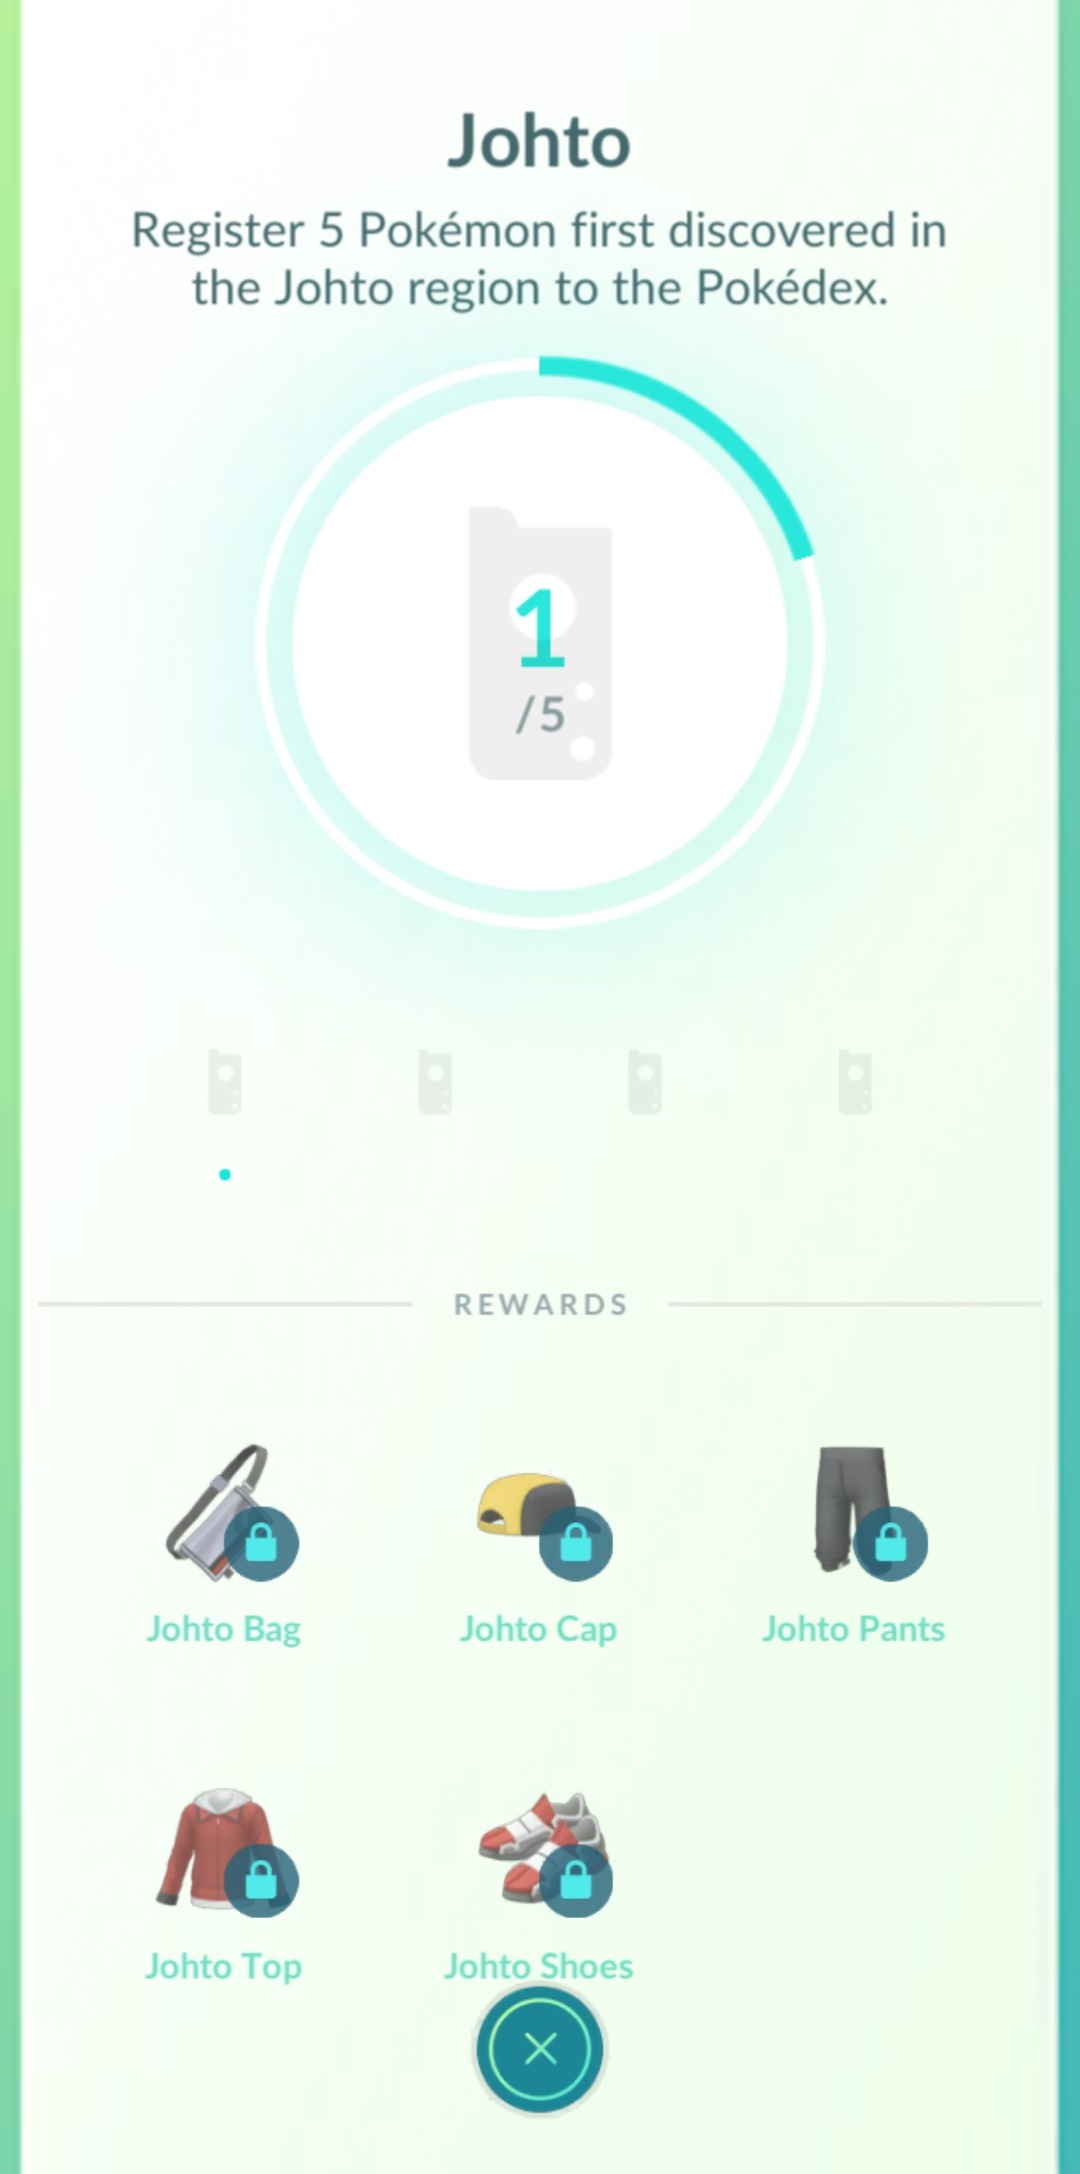 Johto
Register 5 Pokémon first discovered in
the Johto region to the Pokédex.
1
/5
REWARDS
Johto Bag
Johto Cap
Johto Pants
Johto Top
Johto Shoes